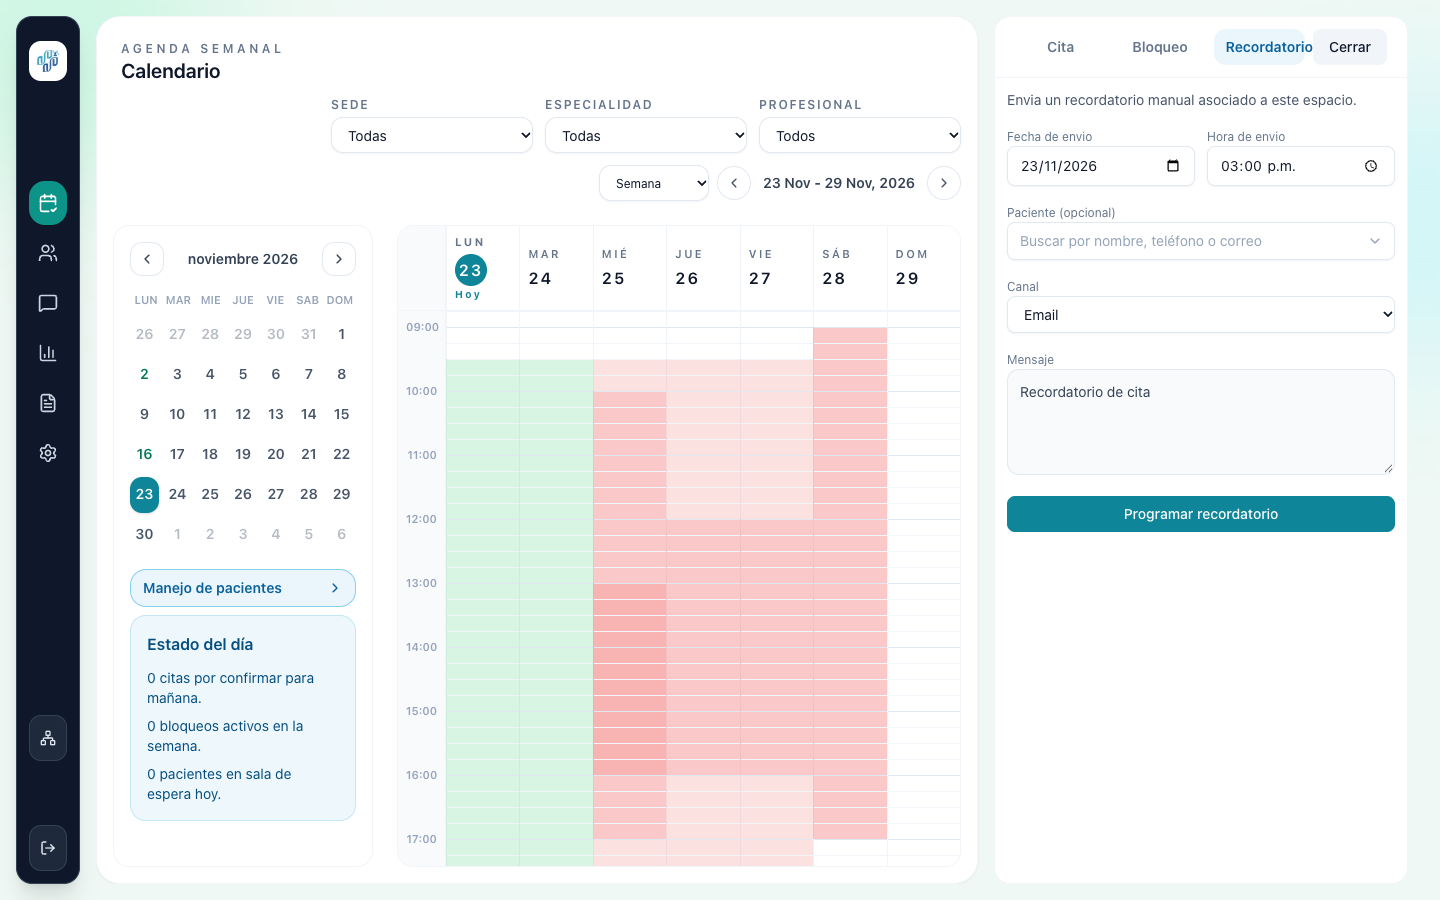 AGENDA SEMANAL
Calendario
SEDE
ESPECIALIDAD
PROFESIONAL
Todas
Todas
Todos
Semana
23 Nov - 29 Nov, 2026
noviembre 2026
LUN MAR MIE JUE VIE SAB DOM
26 27 28 29 30 31 1
2 3 4 5 6 7 8
9 10 11 12 13 14 15
16 17 18 19 20 21 22
23 24 25 26 27 28 29
30 1 2 3 4 5 6
Manejo de pacientes
Estado del día
0 citas por confirmar para
mañana.
0 bloqueos activos en la
semana.
0 pacientes en sala de
espera hoy.
LUN
23
Hoy
MAR
24
MIÉ
25
JUE
26
VIE
27
SÁB
28
DOM
29
09:00
10:00
11:00
12:00
13:00
14:00
15:00
16:00
17:00
Cita
Bloqueo
Recordatorio
Cerrar
Envia un recordatorio manual asociado a este espacio.
Fecha de envio
Hora de envio
23/11/2026
03:00 p.m.
Paciente (opcional)
Buscar por nombre, teléfono o correo
Canal
Email
Mensaje
Recordatorio de cita
Programar recordatorio